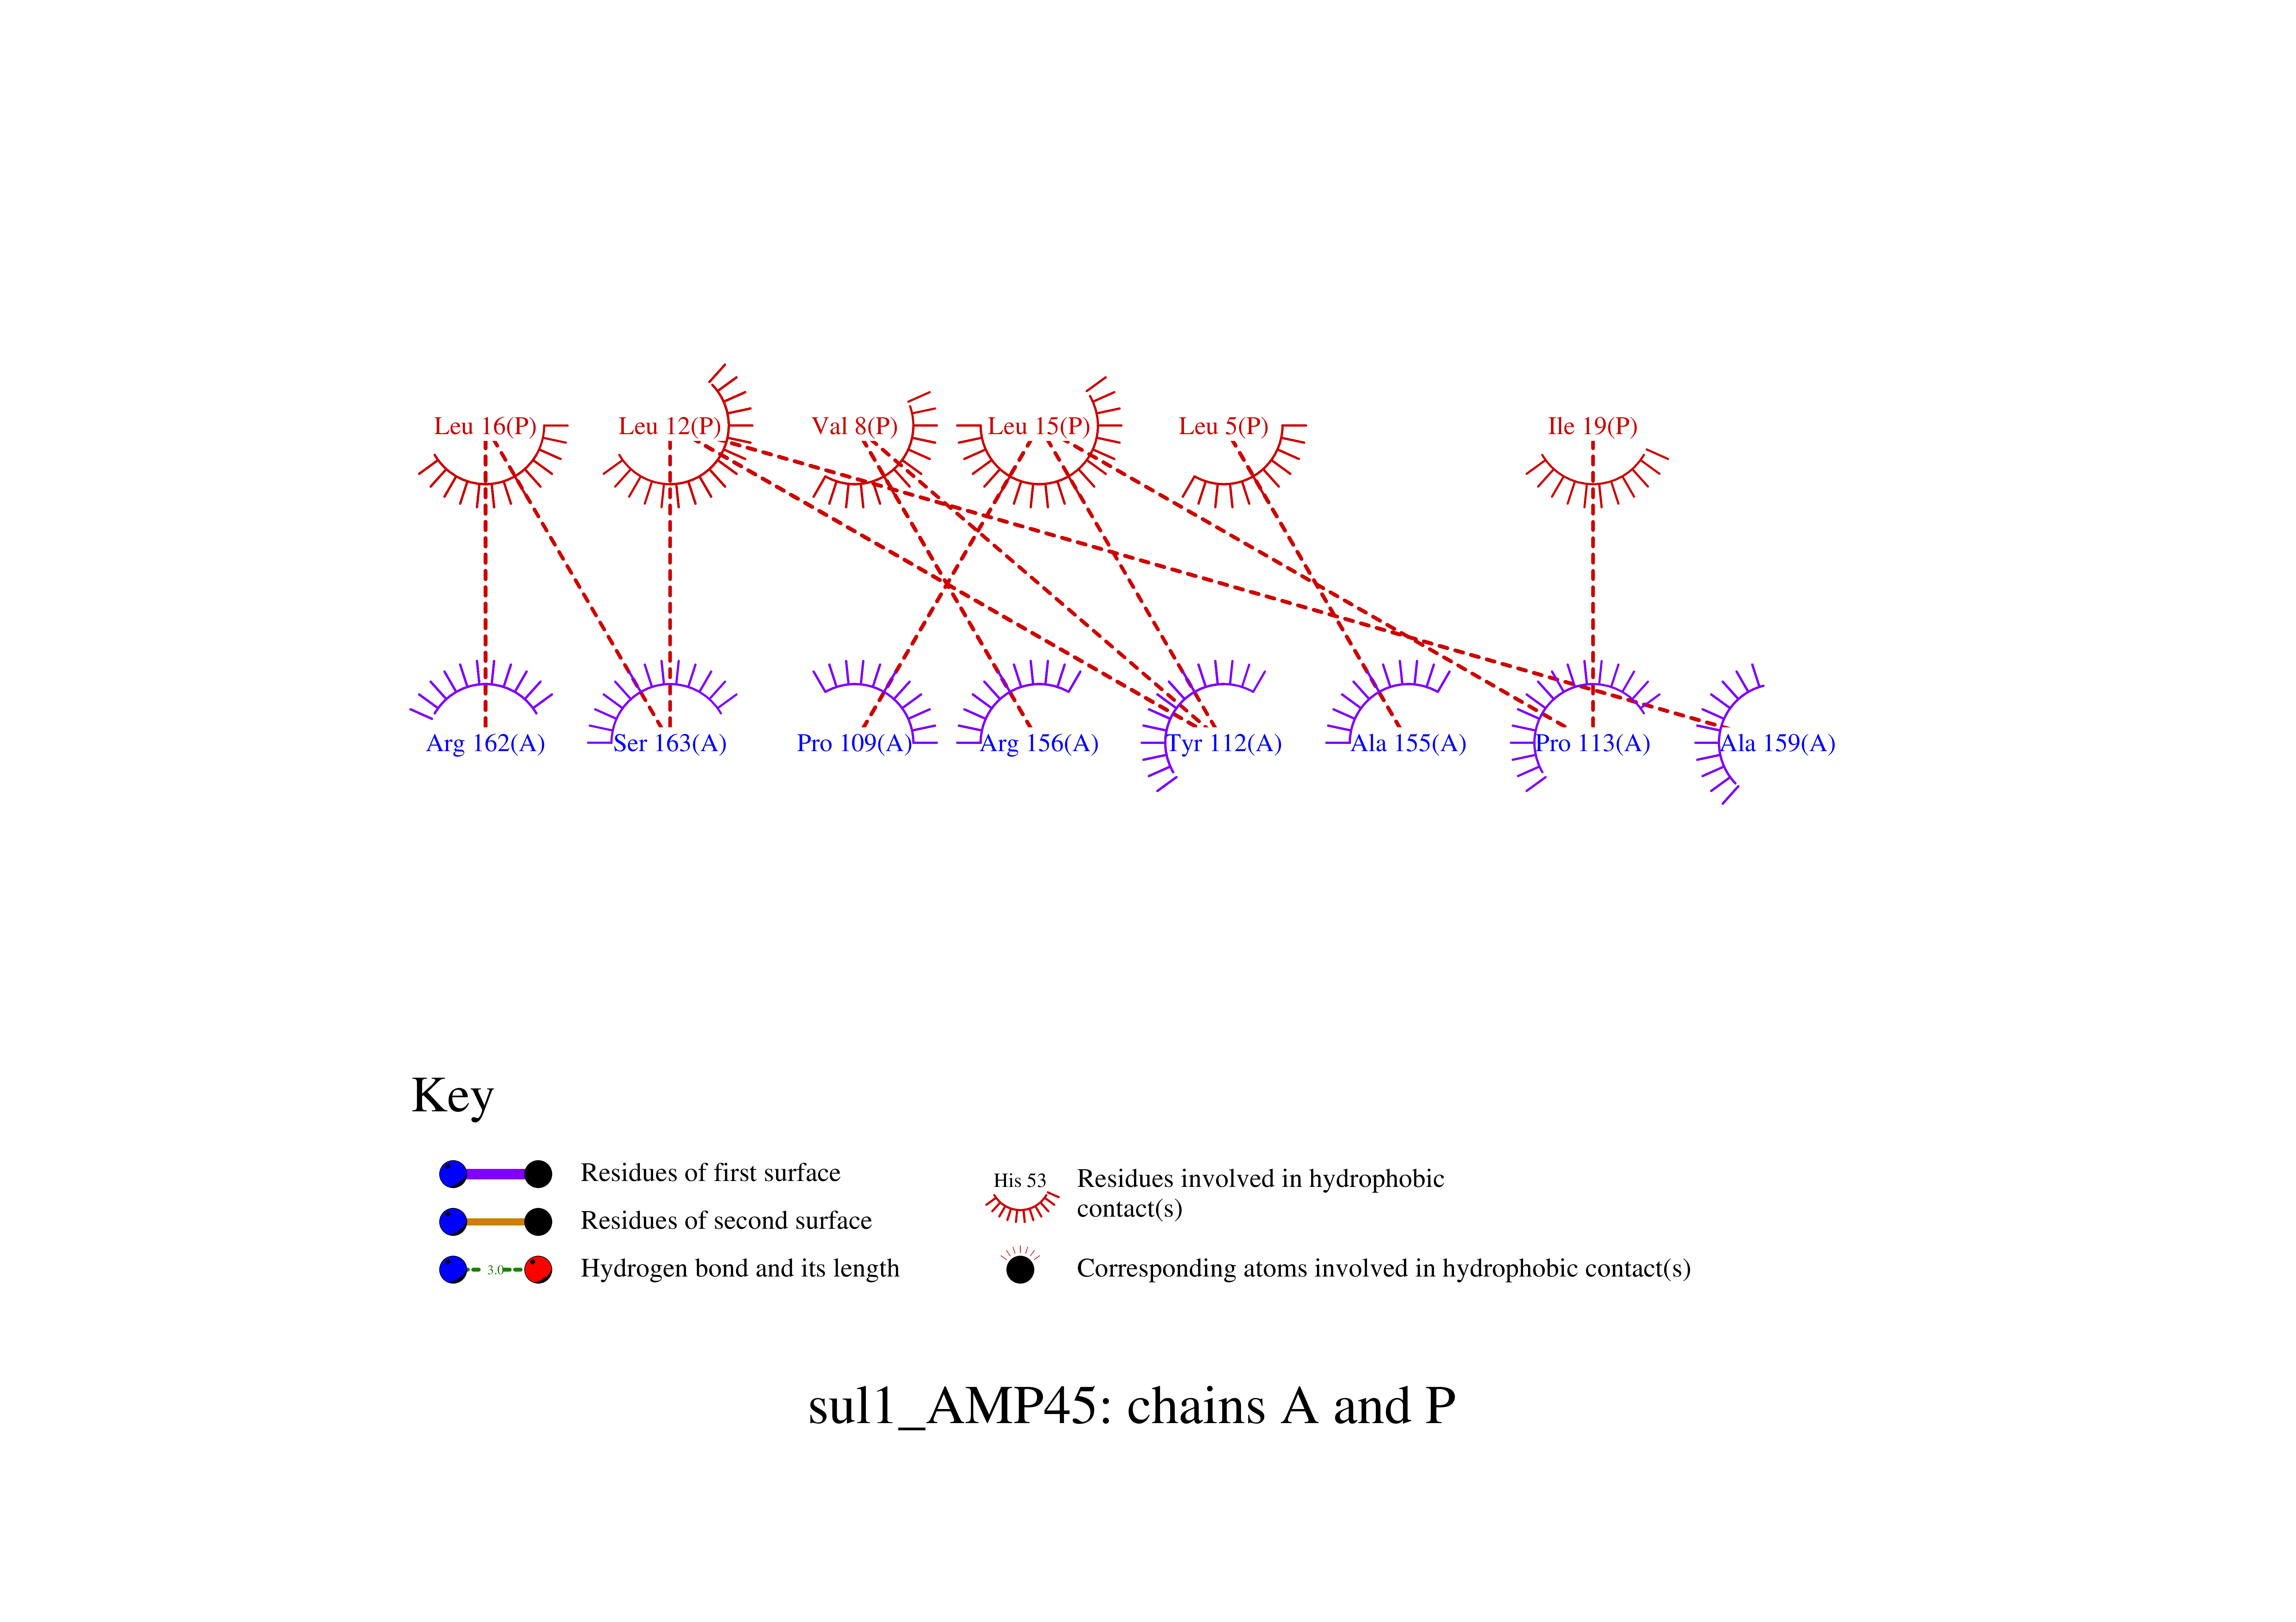 Leu 16(P) Leu 12(P) Val 8(P) Leu 15(P) Leu 5(P) Ile 19(P)
Arg 162(A) Ser 163(A) Pro 109(A) Arg 156(A) Tyr 112(A) Ala 155(A) Pro 113(A) Ala 159(A)
Key
Residues of first surface
Residues of second surface
3.0 Hydrogen bond and its length
His 53 Residues involved in hydrophobic
contact(s)
Corresponding atoms involved in hydrophobic contact(s)
sul1_AMP45: chains A and P